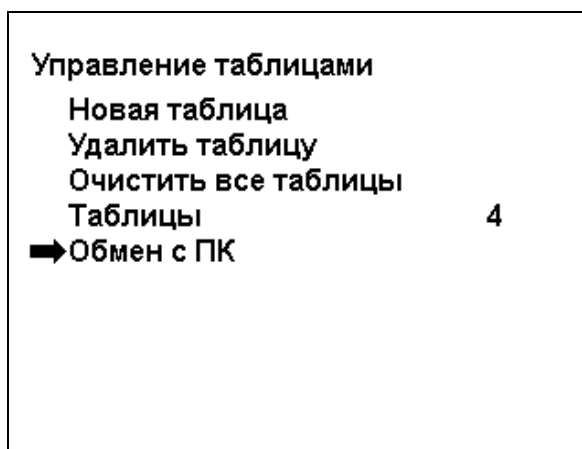 Управление таблицами
Новая таблица
Удалить таблицу
Очистить все таблицы
Таблицы 4
Обмен с ПК